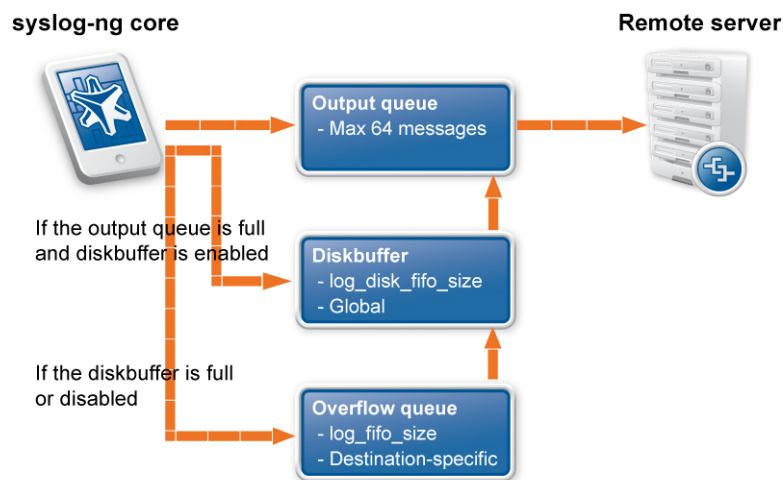 syslog-ng core
Remote server
Output queue
- Max 64 messages
If the output queue is full
and diskbuffer is enabled
Diskbuffer
- log_disk_fifo_size
- Global
If the diskbuffer is full
or disabled
Overflow queue
- log_fifo_size
- Destination-specific